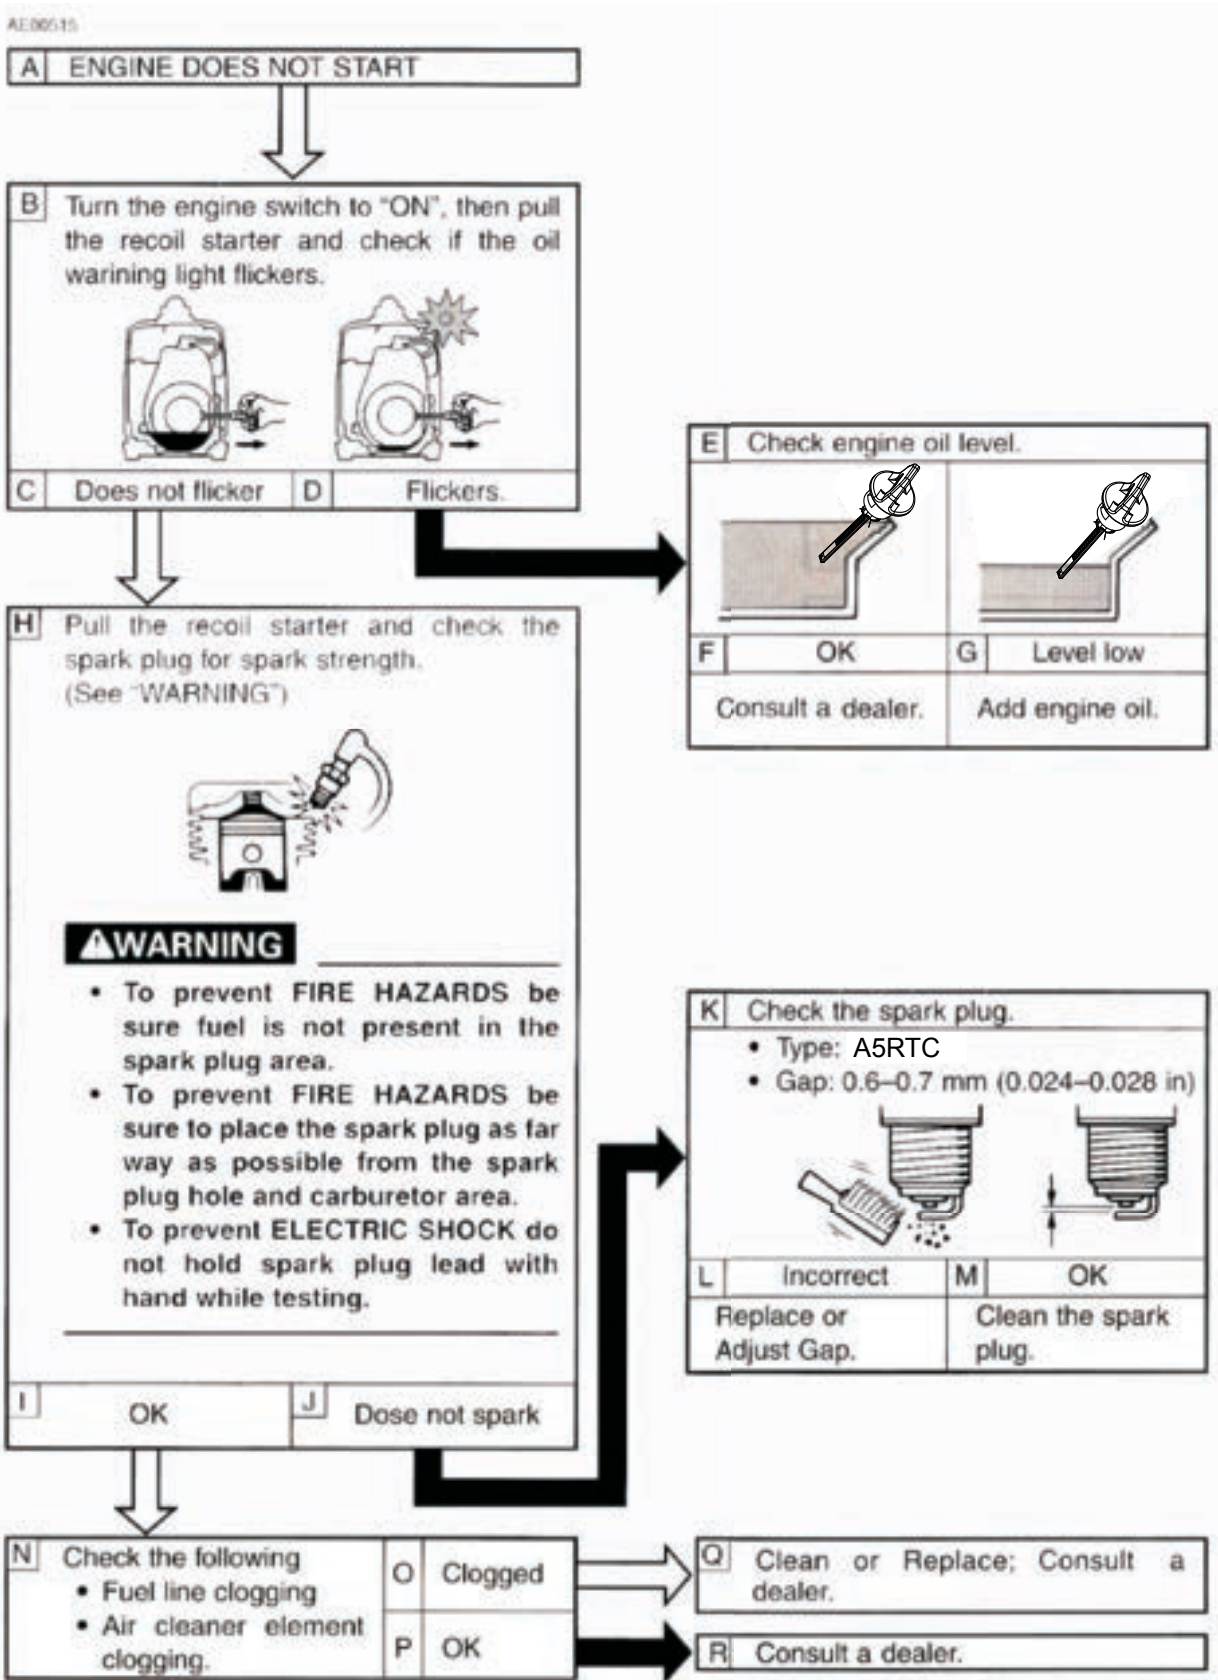 AE00515
A ENGINE DOES NOT START
B Turn the engine switch to “ON”, then pull
the recoil starter and check if the oil
warining light flickers.
C Does not flicker D Flickers.
E Check engine oil level.
F OK G Level low
Consult a dealer. Add engine oil.
H Pull the recoil starter and check the
spark plug for spark strength.
(See “WARNING”)
WARNING
• To prevent FIRE HAZARDS be
sure fuel is not present in the
spark plug area.
• To prevent FIRE HAZARDS be
sure to place the spark plug as far
way as possible from the spark
plug hole and carburetor area.
• To prevent ELECTRIC SHOCK do
not hold spark plug lead with
hand while testing.
I OK J Dose not spark
K Check the spark plug.
• Type: A5RTC
• Gap: 0.6–0.7 mm (0.024–0.028 in)
L Incorrect M OK
Replace or Clean the spark
Adjust Gap. plug.
N Check the following
• Fuel line clogging
• Air cleaner element
clogging.
O Clogged
P OK
Q Clean or Replace; Consult a
dealer.
R Consult a dealer.